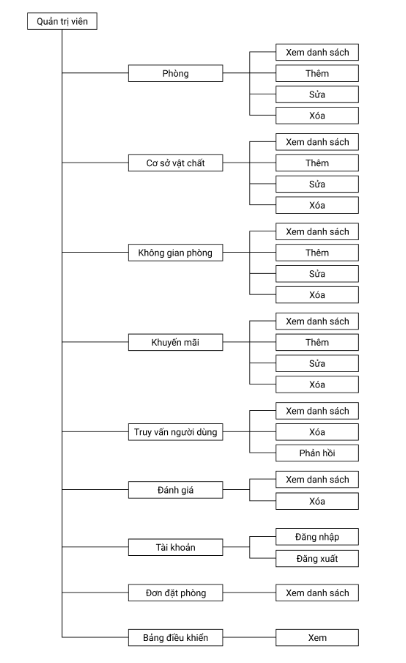 Quản trị viên
Phòng
Xem danh sách
Thêm
Sửa
Xóa
Cơ sở vật chất
Xem danh sách
Thêm
Sửa
Xóa
Không gian phòng
Xem danh sách
Thêm
Sửa
Xóa
Khuyến mãi
Xem danh sách
Thêm
Sửa
Xóa
Truy vấn người dùng
Xem danh sách
Xóa
Phản hồi
Đánh giá
Xem danh sách
Xóa
Tài khoản
Đăng nhập
Đăng xuất
Đơn đặt phòng
Xem danh sách
Bảng điều khiển
Xem